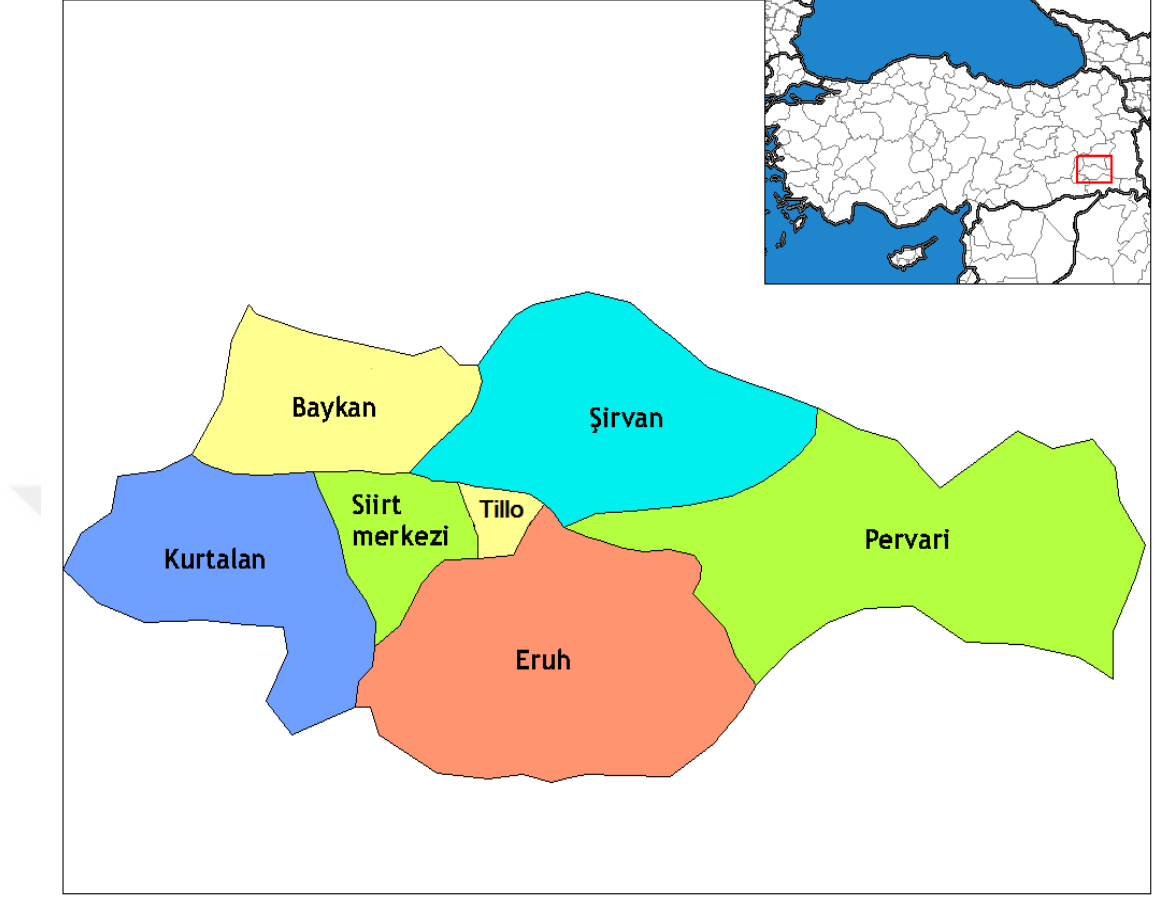 Baykan
Şirvan
Siirt
merkezi
Tillo
Kurtalan
Pervari
Eruh